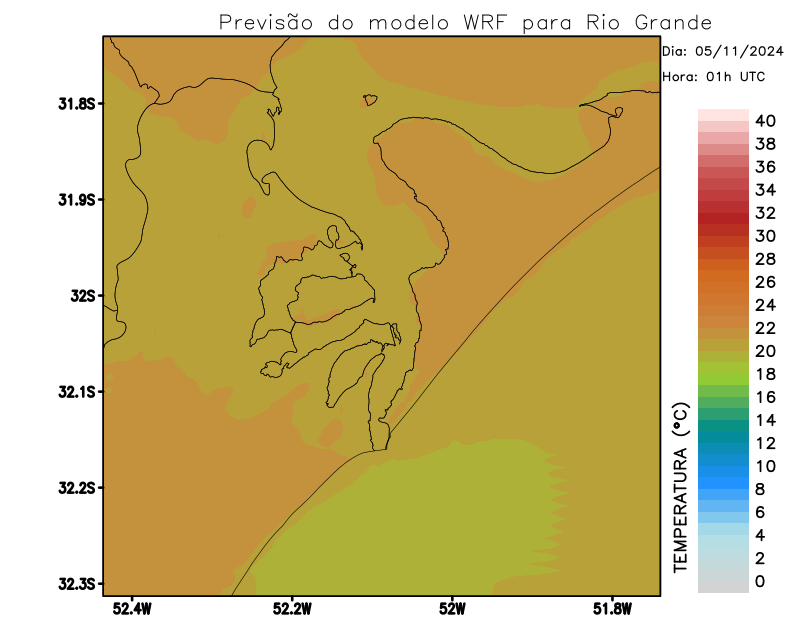 Previsão do modelo WRF para Rio Grande
Dia: 05/11/2024
Hora: 01h UTC
31.8S
31.9S
32S
32.1S
32.2S
32.3S
52.4W
52.2W
52W
51.8W
TEMPERATURA (°C)
40
38
36
34
32
30
28
26
24
22
20
18
16
14
12
10
8
6
4
2
0